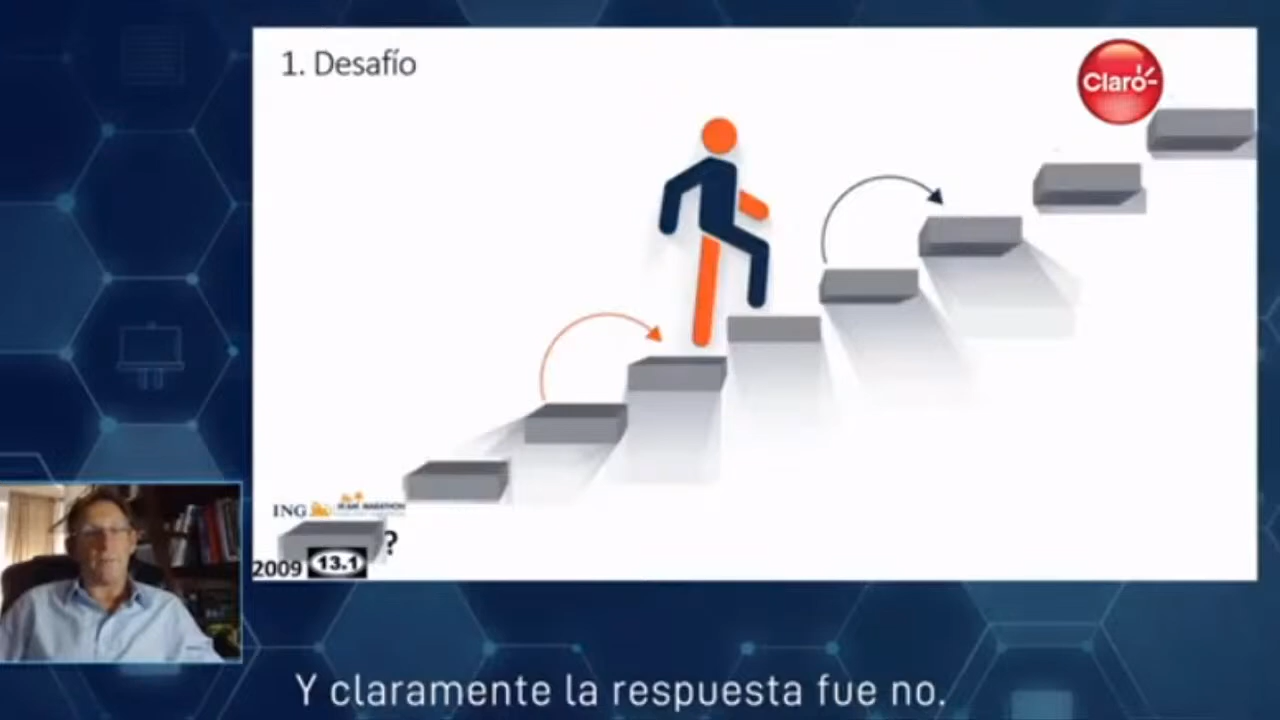 1. Desafío
Claro-
ING
?
2009
13.1
Y claramente la respuesta fue no.